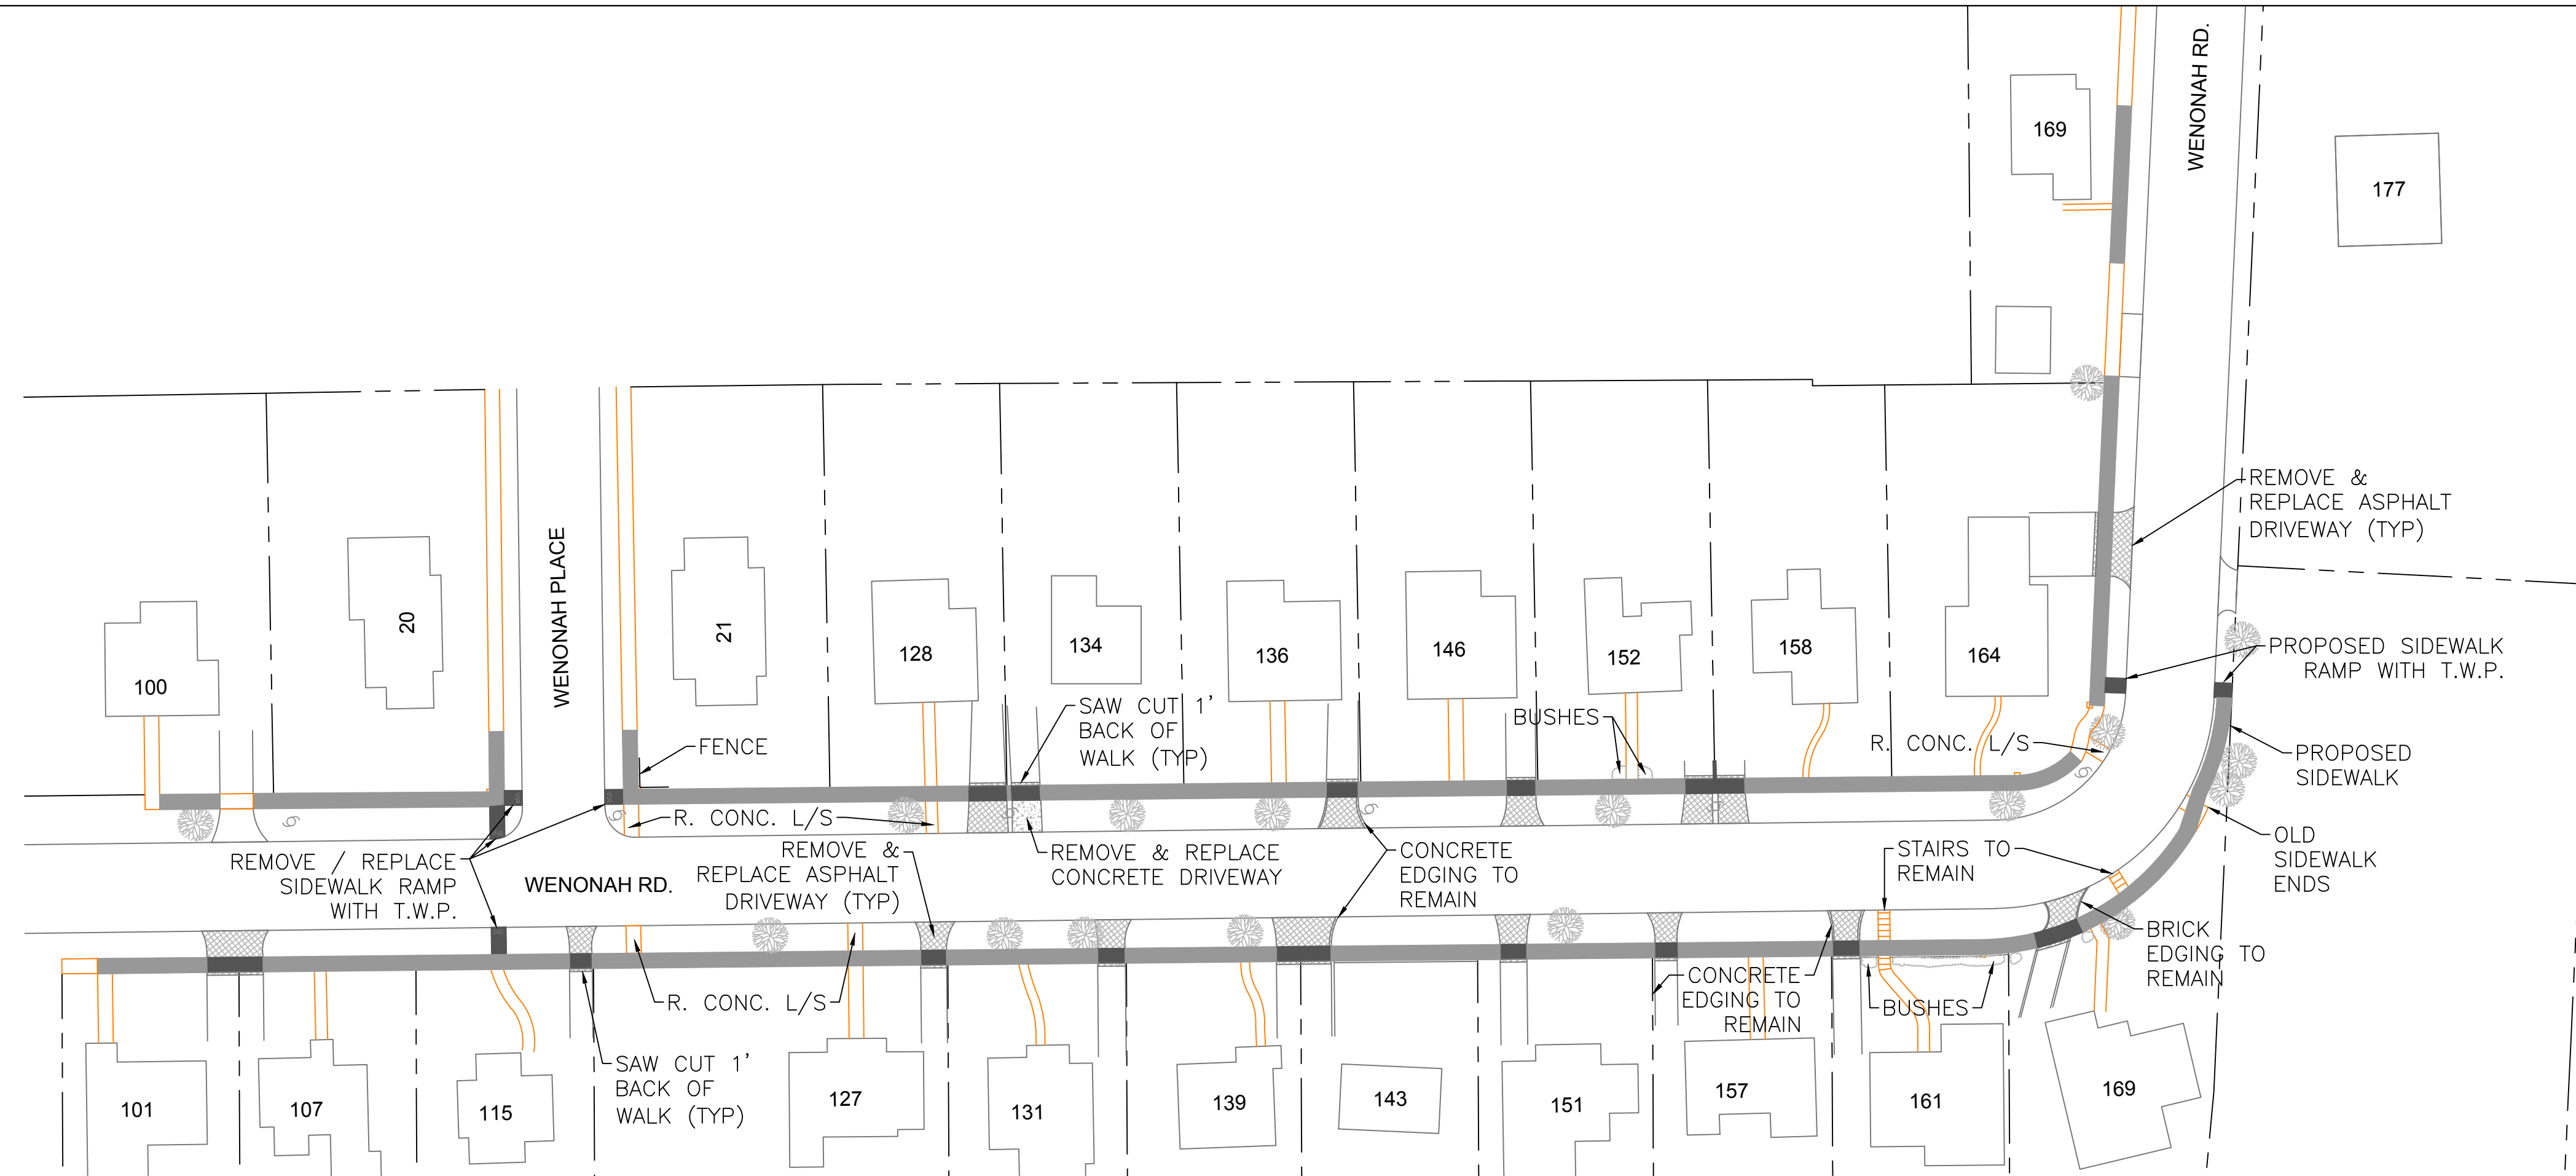 WENONAH RD.
169
177
REMOVE &
REPLACE ASPHALT
DRIVEWAY (TYP)
WENONAH PLACE
100
20
21
128
134
136
146
152
158
164
PROPOSED SIDEWALK
RAMP WITH T.W.P.
SAW CUT 1'
BACK OF
WALK (TYP)
BUSHES
FENCE
R. CONC. L/S
PROPOSED
SIDEWALK
R. CONC. L/S
REMOVE / REPLACE
SIDEWALK RAMP
WITH T.W.P.
WENONAH RD.
REMOVE &
REPLACE ASPHALT
DRIVEWAY (TYP)
REMOVE & REPLACE
CONCRETE DRIVEWAY
CONCRETE
EDGING TO
REMAIN
STAIRS TO
REMAIN
OLD
SIDEWALK
ENDS
BRICK
EDGING TO
REMAIN
R. CONC. L/S
CONCRETE
EDGING TO
REMAIN
BUSHES
SAW CUT 1'
BACK OF
WALK (TYP)
101
107
115
127
131
139
143
151
157
161
169